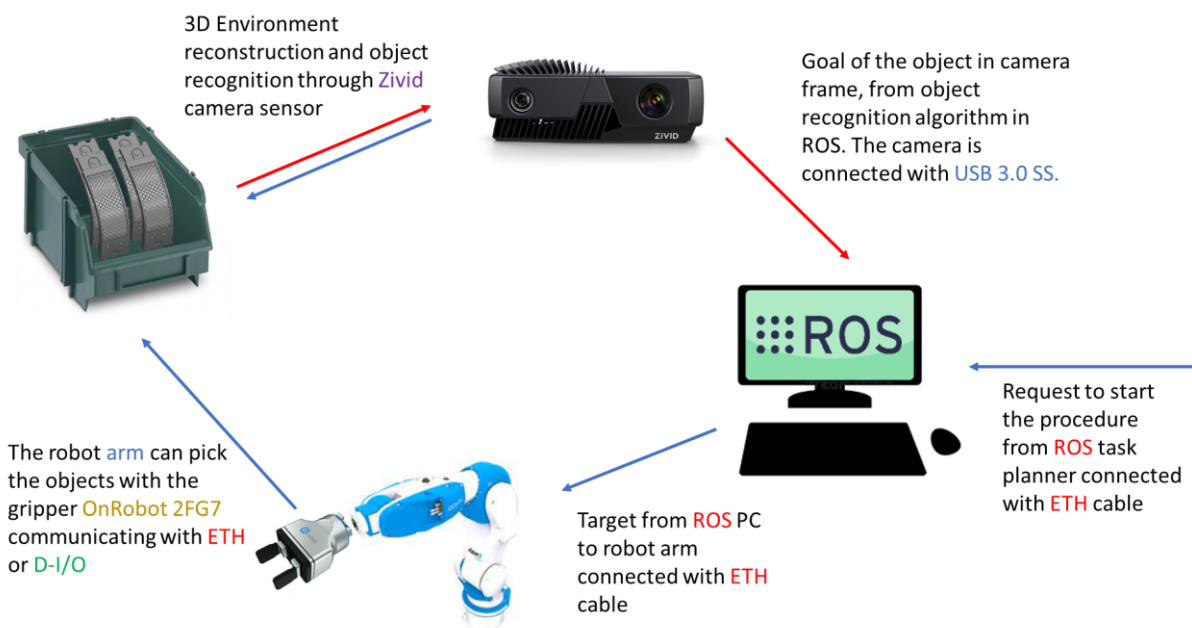 3D Environment
reconstruction and object
recognition through Zivid
camera sensor
ZIVID
Goal of the object in camera
frame, from object
recognition algorithm in
ROS. The camera is
connected with USB 3.0 SS.
ROS
Request to start
the procedure
from ROS task
planner connected
with ETH cable
The robot arm can pick
the objects with the
gripper OnRobot 2FG7
communicating with ETH
or D-I/O
Target from ROS PC
to robot arm
connected with ETH
cable